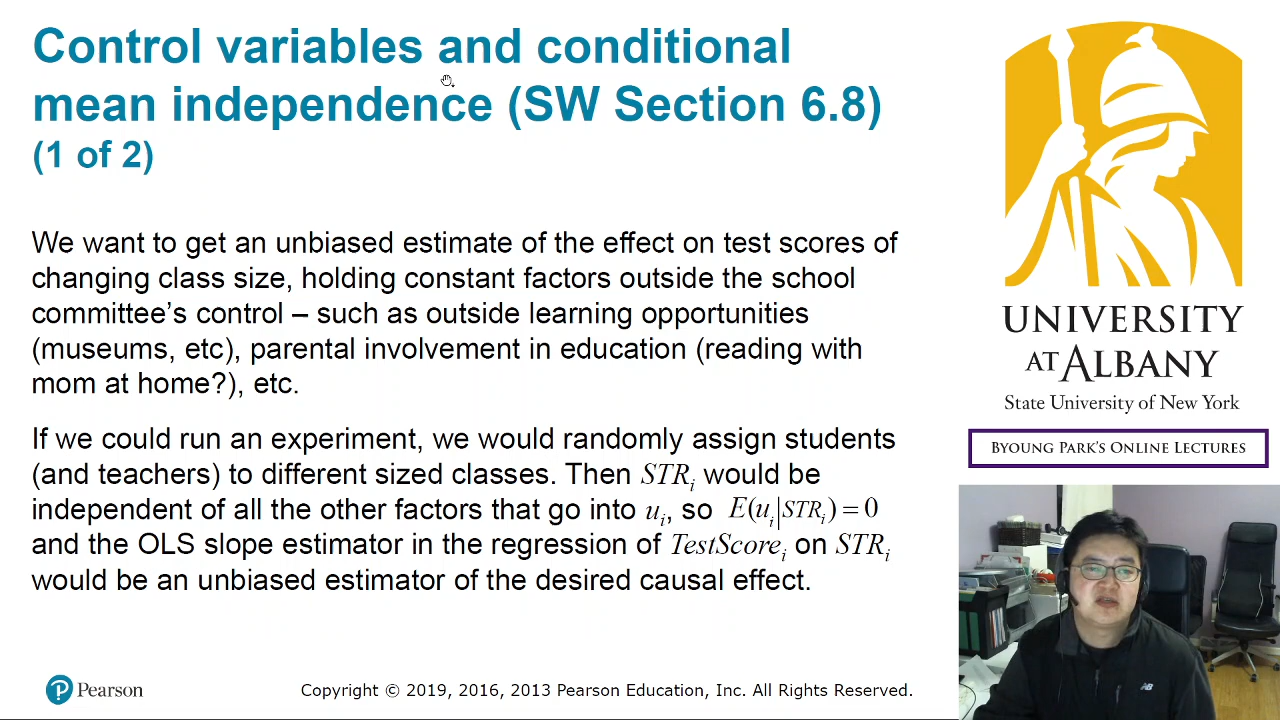 Control variables and conditional
mean independence (SW Section 6.8)
(1 of 2)
We want to get an unbiased estimate of the effect on test scores of
changing class size, holding constant factors outside the school
committee’s control – such as outside learning opportunities
(museums, etc), parental involvement in education (reading with
mom at home?), etc.
If we could run an experiment, we would randomly assign students
(and teachers) to different sized classes. Then STRᵢ would be
independent of all the other factors that go into uᵢ, so E(uᵢ|STRᵢ) = 0
and the OLS slope estimator in the regression of TestScoreᵢ on STRᵢ
would be an unbiased estimator of the desired causal effect.
Pearson
Copyright © 2019, 2016, 2013 Pearson Education, Inc. All Rights Reserved.
UNIVERSITY
AT ALBANY
State University of New York
BYOUNG PARK’S ONLINE LECTURES